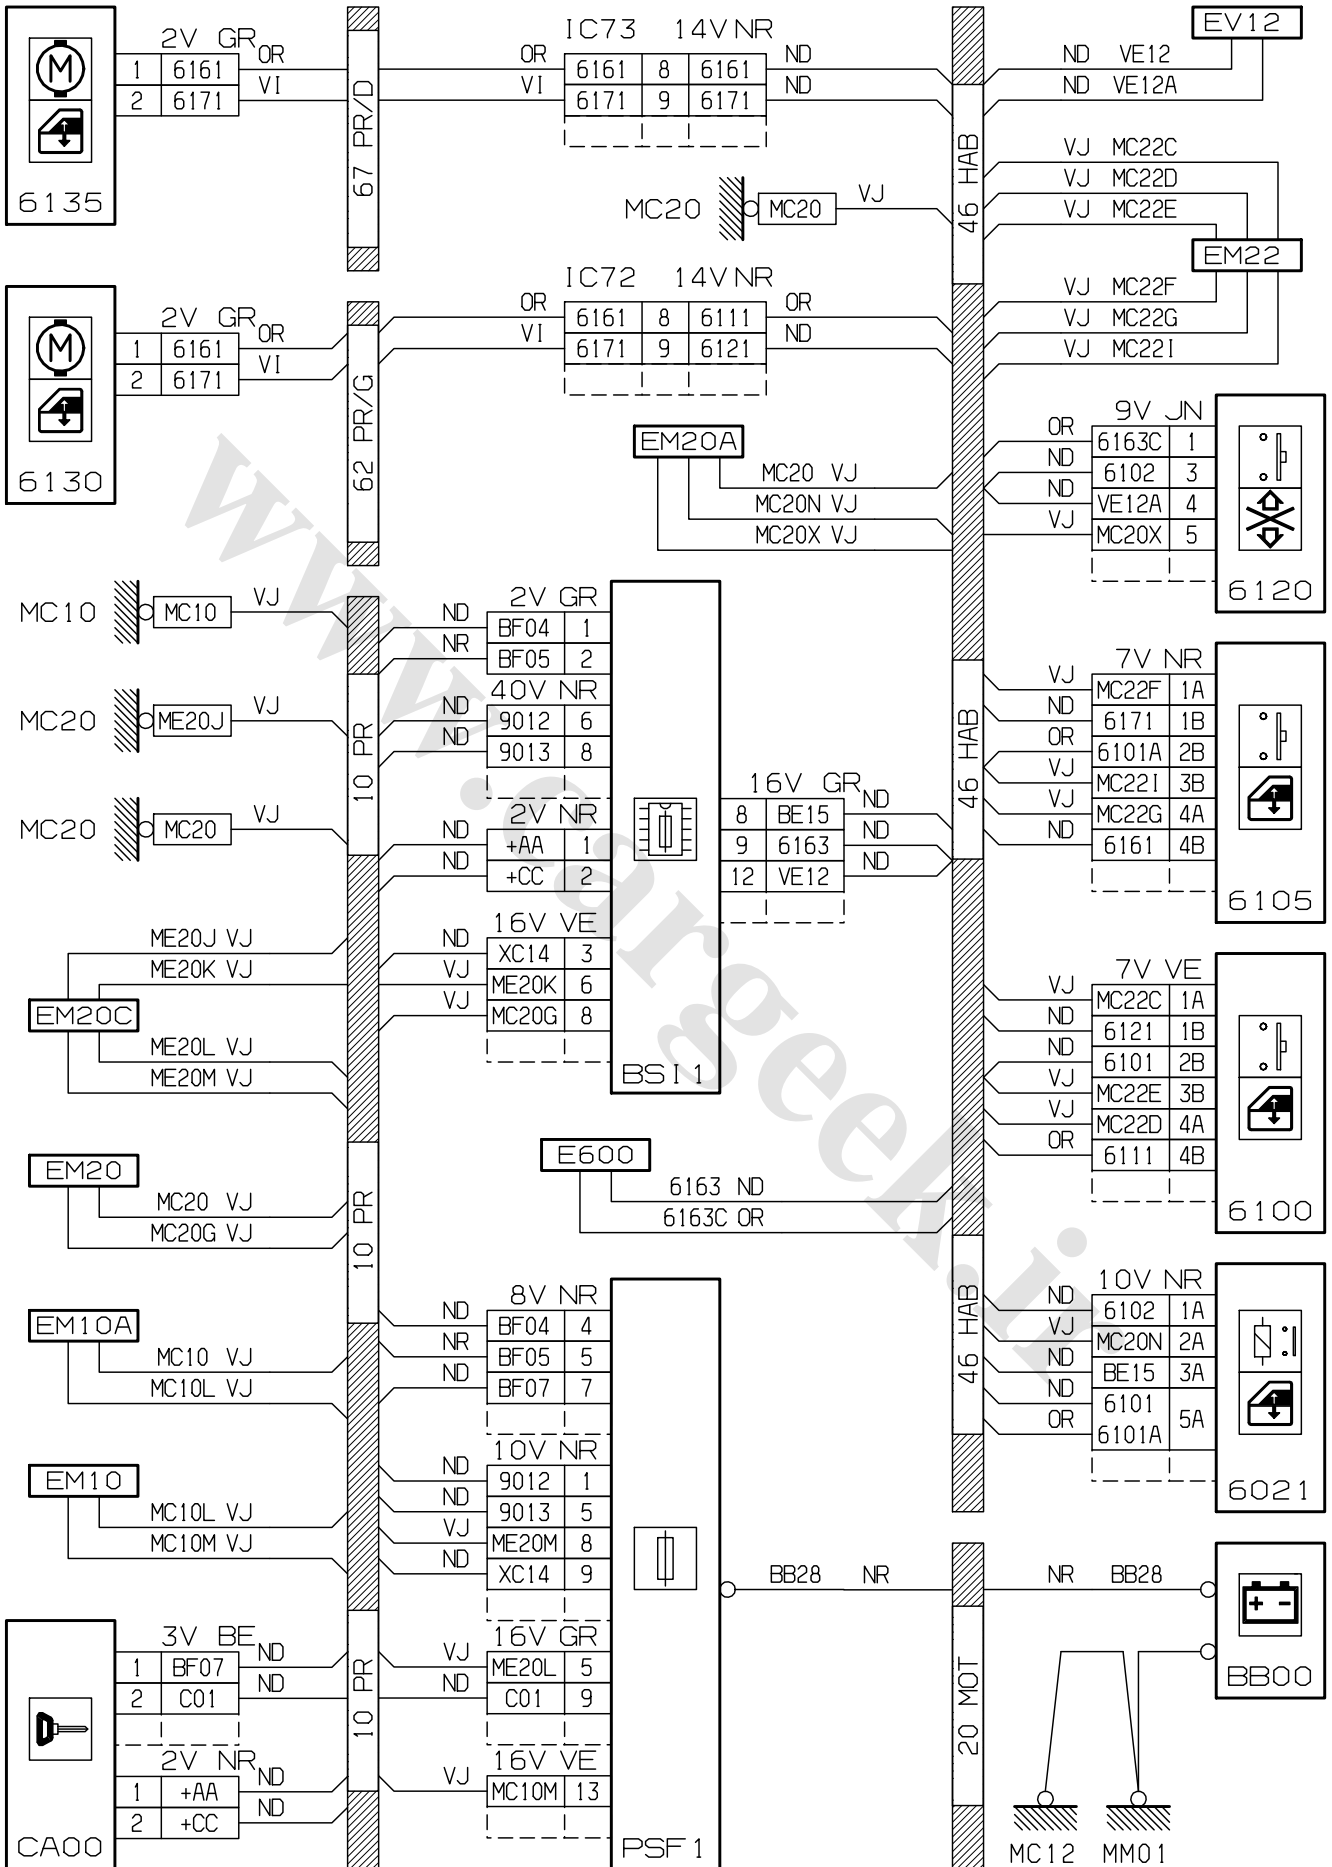 2V GR
OR
1 6161
VI
2 6171
M
6135
67 PR/D
IC73 14V NR
OR 6161 8 6161 ND
VI 6171 9 6171 ND
EV12
ND VE12
ND VE12A
46 HAB
VJ MC22C
VJ MC22D
VJ MC22E
MC20 MC20 VJ
EM22
VJ MC22F
VJ MC22G
VJ MC22I
2V GR
OR
1 6161
VI
2 6171
M
6130
62 PR/G
IC72 14V NR
OR 6161 8 6111 OR
VI 6171 9 6121 ND
EM20A
MC20 VJ
MC20N VJ
MC20X VJ
9V JN
OR 6163C 1
ND 6102 3
ND VE12A 4
VJ MC20X 5
6120
MC10 MC10 VJ
MC20 ME20J VJ
MC20 MC20 VJ
10 PR
2V GR
ND BF04 1
NR BF05 2
40V NR
ND 9012 6
ND 9013 8
2V NR
ND +AA 1
ND +CC 2
16V VE
ND XC14 3
VJ ME20K 6
VJ MC20G 8
16V GR
8 BE15 ND
9 6163 ND
12 VE12 ND
BSI1
46 HAB
7V NR
VJ MC22F 1A
ND 6171 1B
OR 6101A 2B
VJ MC22I 3B
VJ MC22G 4A
ND 6161 4B
6105
ME20J VJ
ME20K VJ
EM20C
ME20L VJ
ME20M VJ
7V VE
VJ MC22C 1A
ND 6121 1B
ND 6101 2B
VJ MC22E 3B
VJ MC22D 4A
OR 6111 4B
6100
EM20
MC20 VJ
MC20G VJ
10 PR
E600
6163 ND
6163C OR
46 HAB
10V NR
ND 6102 1A
VJ MC20N 2A
ND BE15 3A
ND 6101
5A
OR 6101A
6021
EM10A
MC10 VJ
MC10L VJ
EM10
MC10L VJ
MC10M VJ
8V NR
ND BF04 4
NR BF05 5
ND BF07 7
10V NR
ND 9012 1
ND 9013 5
VJ ME20M 8
ND XC14 9
16V GR
VJ ME20L 5
ND C01 9
16V VE
VJ MC10M 13
PSF1
BB28 NR
NR BB28
20 MOT
+ -
BB00
MC12 MM01
3V BE
1 BF07 ND
2 C01 ND
2V NR
1 +AA ND
2 +CC ND
CA00
10 PR
www.cargeek.ir